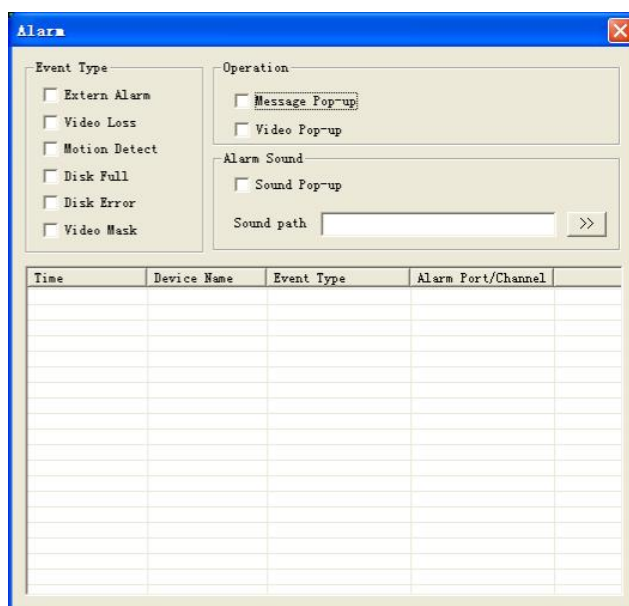 Alarm
Event Type
Extern Alarm
Video Loss
Motion Detect
Disk Full
Disk Error
Video Mask
Operation
Message Pop-up
Video Pop-up
Alarm Sound
Sound Pop-up
Sound path >>
Time Device Name Event Type Alarm Port/Channel